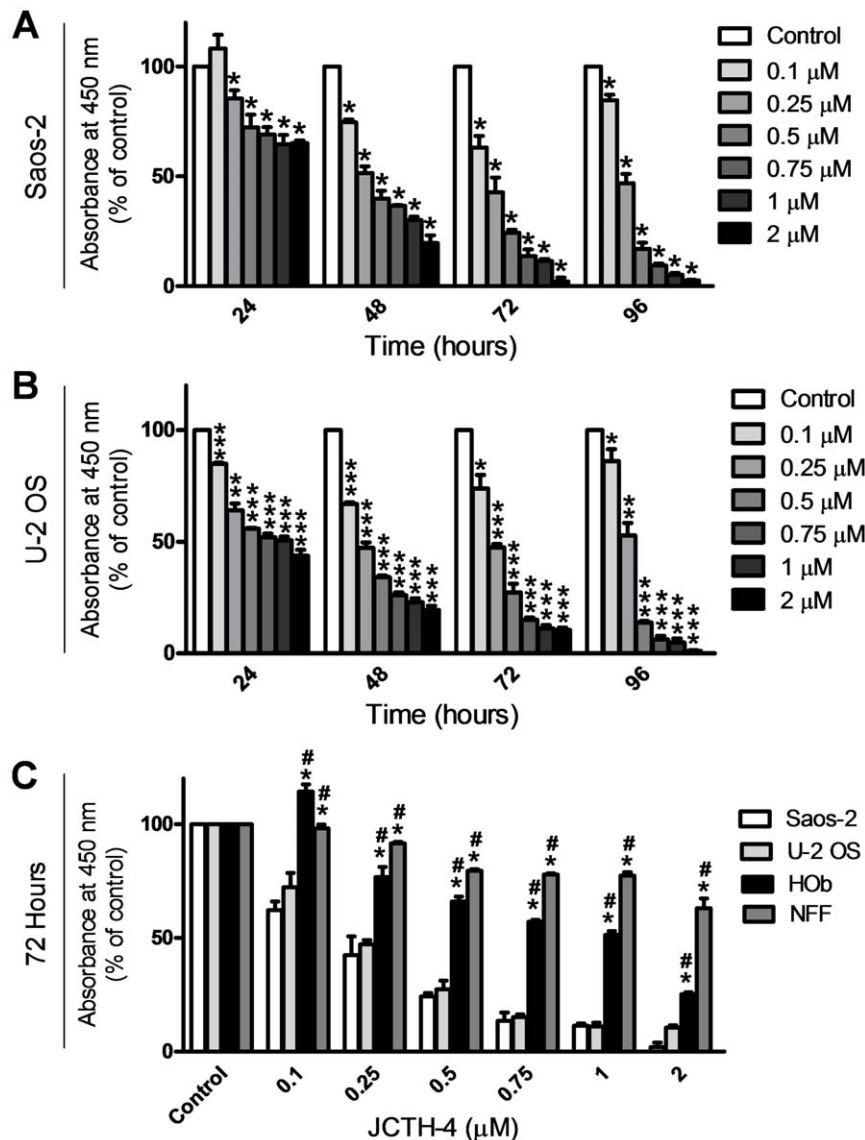 A
Saos-2
Absorbance at 450 nm
(% of control)
100
50
0
* * * * *
* * * * * *
* * * * * *
* * * * * *
24
48
72
96
Time (hours)
Control
0.1 μM
0.25 μM
0.5 μM
0.75 μM
1 μM
2 μM
B
U-2 OS
Absorbance at 450 nm
(% of control)
100
50
0
*** ** *** *** *** ***
*** *** *** *** *** ***
* *** *** *** *** ***
* ** *** *** *** ***
24
48
72
96
Time (hours)
Control
0.1 μM
0.25 μM
0.5 μM
0.75 μM
1 μM
2 μM
C
72 Hours
Absorbance at 450 nm
(% of control)
100
50
0
# #
* *
# #
* *
# #
* *
# #
* *
# #
* *
# #
* *
Control
0.1
0.25
0.5
0.75
1
2
JCTH-4 (μM)
Saos-2
U-2 OS
HOb
NFF